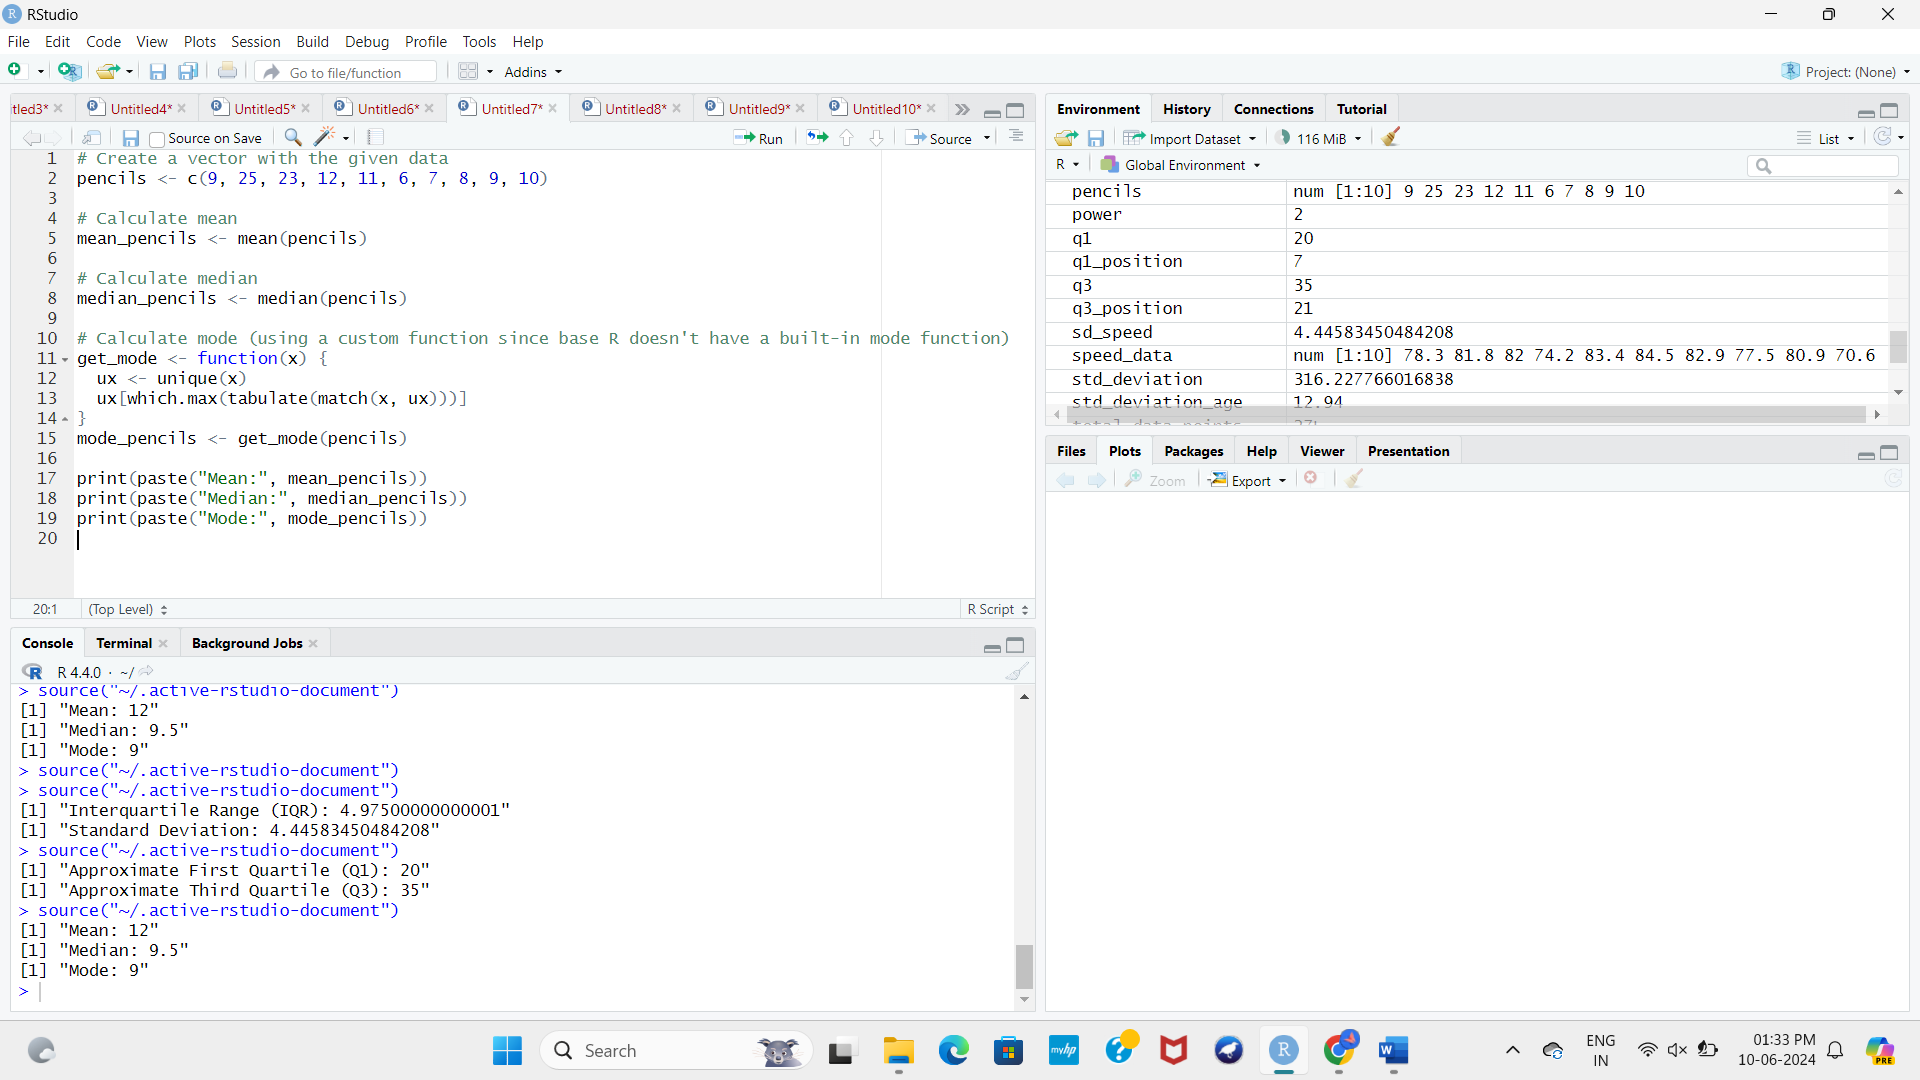 RStudio
File Edit Code View Plots Session Build Debug Profile Tools Help
Go to file/function Addins Project: (None)
tled3* Untitled4* Untitled5* Untitled6* Untitled7* Untitled8* Untitled9* Untitled10*
Source on Save Run Source
1 # Create a vector with the given data
2 pencils <- c(9, 25, 23, 12, 11, 6, 7, 8, 9, 10)
3
4 # Calculate mean
5 mean_pencils <- mean(pencils)
6
7 # Calculate median
8 median_pencils <- median(pencils)
9
10 # Calculate mode (using a custom function since base R doesn't have a built-in mode function)
11 get_mode <- function(x) {
12 ux <- unique(x)
13 ux[which.max(tabulate(match(x, ux)))]
14 }
15 mode_pencils <- get_mode(pencils)
16
17 print(paste("Mean:", mean_pencils))
18 print(paste("Median:", median_pencils))
19 print(paste("Mode:", mode_pencils))
20
20:1 (Top Level) R Script
Console Terminal Background Jobs
R 4.4.0 · ~/
> source("~/.active-rstudio-document")
[1] "Mean: 12"
[1] "Median: 9.5"
[1] "Mode: 9"
> source("~/.active-rstudio-document")
> source("~/.active-rstudio-document")
[1] "Interquartile Range (IQR): 4.97500000000001"
[1] "Standard Deviation: 4.44583450484208"
> source("~/.active-rstudio-document")
[1] "Approximate First Quartile (Q1): 20"
[1] "Approximate Third Quartile (Q3): 35"
> source("~/.active-rstudio-document")
[1] "Mean: 12"
[1] "Median: 9.5"
[1] "Mode: 9"
>
Environment History Connections Tutorial
Import Dataset 116 MiB List
R Global Environment
pencils num [1:10] 9 25 23 12 11 6 7 8 9 10
power 2
q1 20
q1_position 7
q3 35
q3_position 21
sd_speed 4.44583450484208
speed_data num [1:10] 78.3 81.8 82 74.2 83.4 84.5 82.9 77.5 80.9 70.6
std_deviation 316.227766016838
std_deviation_age 12.94
Files Plots Packages Help Viewer Presentation
Zoom Export
Search
myhp
ENG
IN
01:33 PM
10-06-2024
PRE